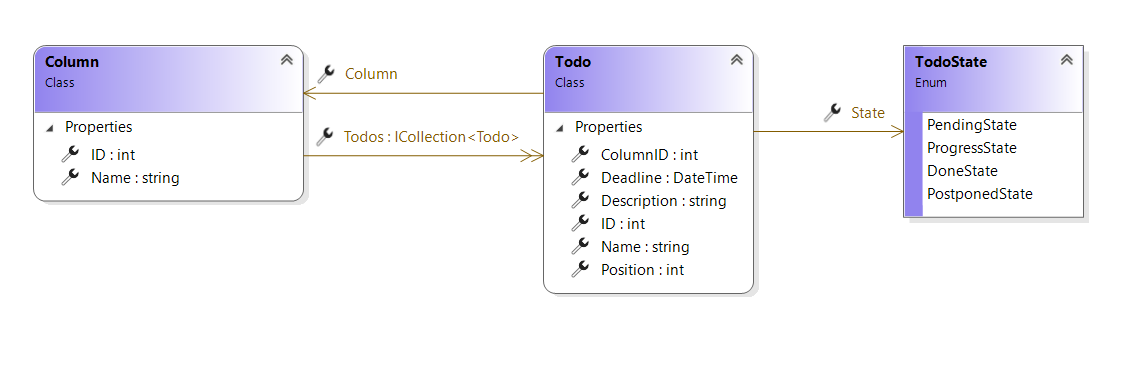 Column
Class
Properties
ID : int
Name : string
Column
Todos : ICollection<Todo>
Todo
Class
Properties
ColumnID : int
Deadline : DateTime
Description : string
ID : int
Name : string
Position : int
State
TodoState
Enum
PendingState
ProgressState
DoneState
PostponedState